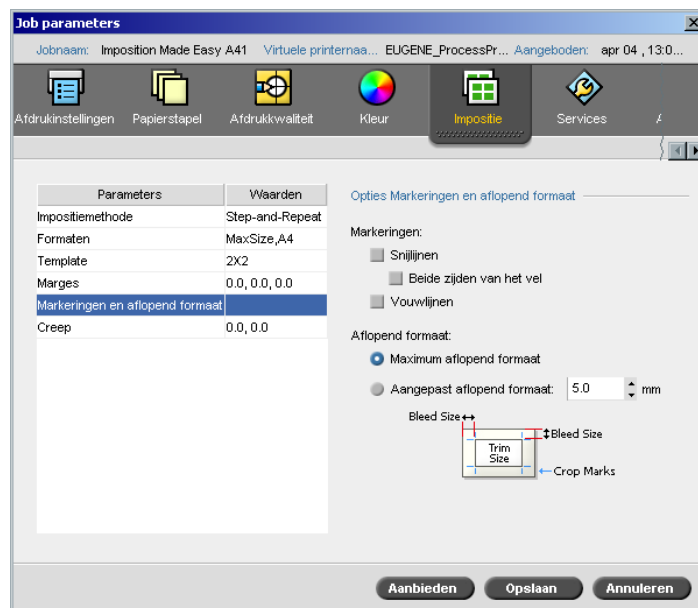 Job parameters
Jobnaam: Imposition Made Easy A41 Virtuele printernaa... EUGENE_ProcessPr... Aangeboden: apr 04 , 13:0...
Afdrukinstellingen Papierstapel Afdrukkwaliteit Kleur Impositie Services
Parameters Waarden
Impositiemethode Step-and-Repeat
Formaten MaxSize,A4
Template 2X2
Marges 0.0, 0.0, 0.0
Markeringen en aflopend formaat
Creep 0.0, 0.0
Opties Markeringen en aflopend formaat
Markeringen:
Snijlijnen
Beide zijden van het vel
Vouwlijnen
Aflopend formaat:
Maximum aflopend formaat
Aangepast aflopend formaat: 5.0 mm
Bleed Size
Bleed Size
Trim
Size
Crop Marks
Aanbieden Opslaan Annuleren